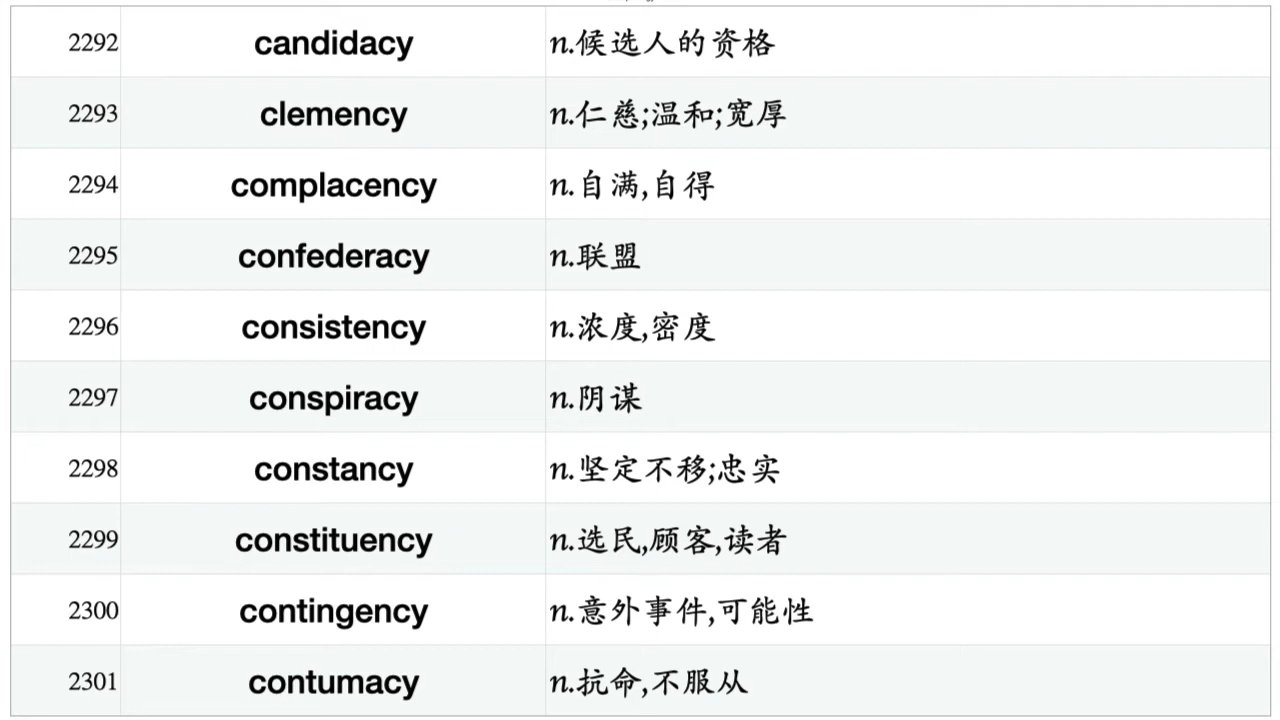 2292 candidacy n.候选人的资格
2293 clemency n.仁慈;温和;宽厚
2294 complacency n.自满,自得
2295 confederacy n.联盟
2296 consistency n.浓度,密度
2297 conspiracy n.阴谋
2298 constancy n.坚定不移;忠实
2299 constituency n.选民,顾客,读者
2300 contingency n.意外事件,可能性
2301 contumacy n.抗命,不服从